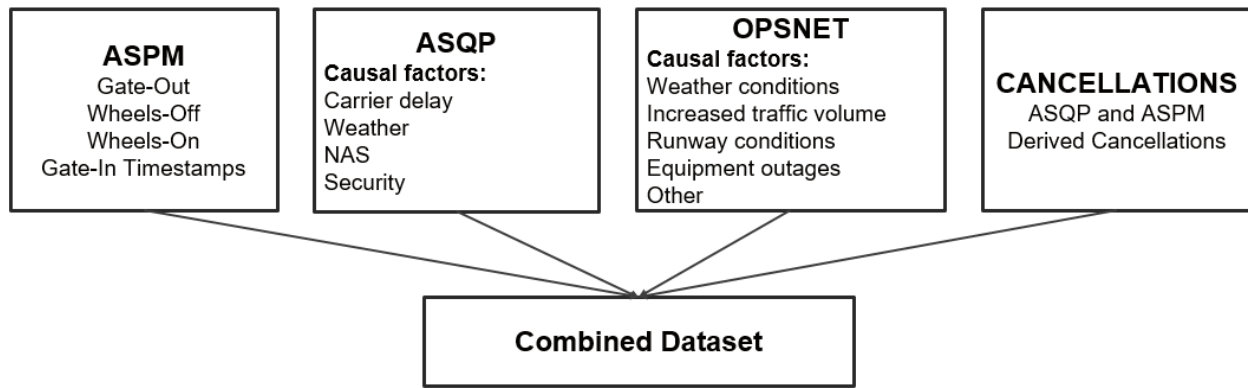 ASPM
Gate-Out
Wheels-Off
Wheels-On
Gate-In Timestamps
ASQP
Causal factors:
Carrier delay
Weather
NAS
Security
OPSNET
Causal factors:
Weather conditions
Increased traffic volume
Runway conditions
Equipment outages
Other
CANCELLATIONS
ASQP and ASPM
Derived Cancellations
Combined Dataset